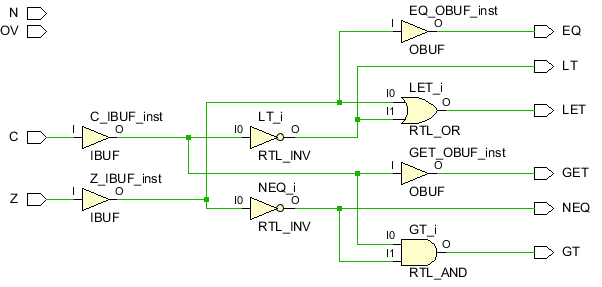 N
OV
EQ_OBUF_inst
I O EQ
OBUF
LT
LET_i
I0 O LET
I1
RTL_OR
C_IBUF_inst LT_i
C I O I0 O
IBUF RTL_INV
GET_OBUF_inst
I O GET
OBUF
Z_IBUF_inst NEQ_i
Z I O I0 O NEQ
IBUF RTL_INV
GT_i
I0 O GT
I1
RTL_AND